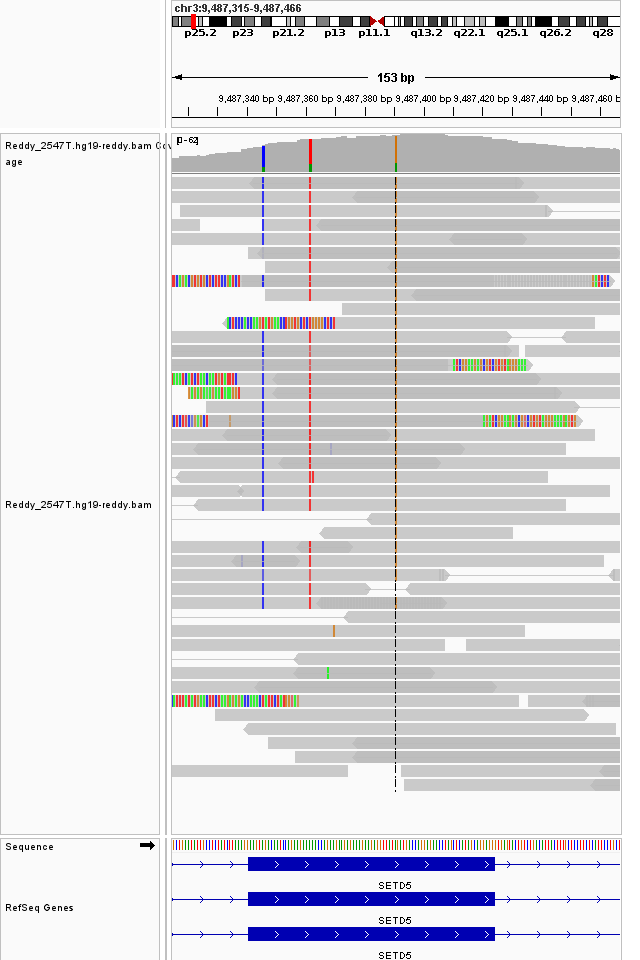 chr3:9,487,315-9,487,466
p25.2 p23 p21.2 p13 p11.1 q13.2 q22.1 q25.1 q26.2 q28
153 bp
9,487,340 bp 9,487,360 bp 9,487,380 bp 9,487,400 bp 9,487,420 bp 9,487,440 bp 9,487,460 b
[0-62]
Reddy_2547T.hg19-reddy.bam Cov
age
Reddy_2547T.hg19-reddy.bam
Sequence
SETD5
RefSeq Genes
SETD5
SETD5